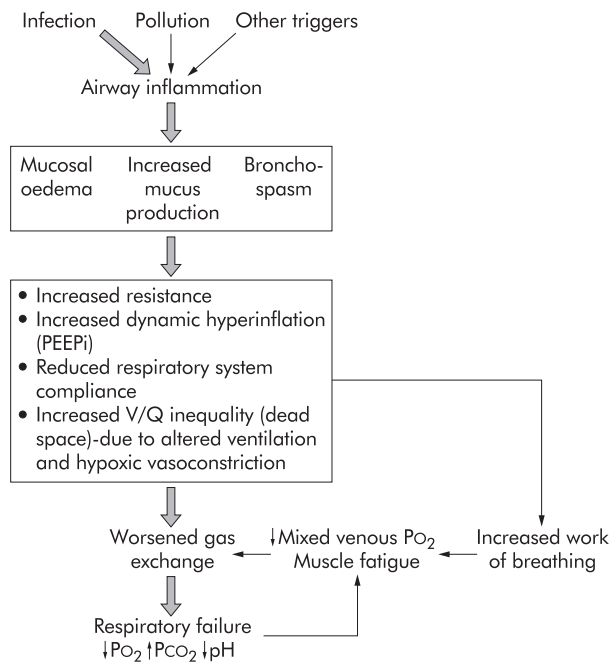 Infection Pollution Other triggers
Airway inflammation
Mucosal oedema
Increased mucus production
Broncho-
spasm
• Increased resistance
• Increased dynamic hyperinflation
(PEEPi)
• Reduced respiratory system
compliance
• Increased V/Q inequality (dead
space)-due to altered ventilation
and hypoxic vasoconstriction
Worsened gas
exchange
↓Mixed venous PO₂
Muscle fatigue
Increased work
of breathing
Respiratory failure
↓PO₂ ↑PCO₂ ↓pH